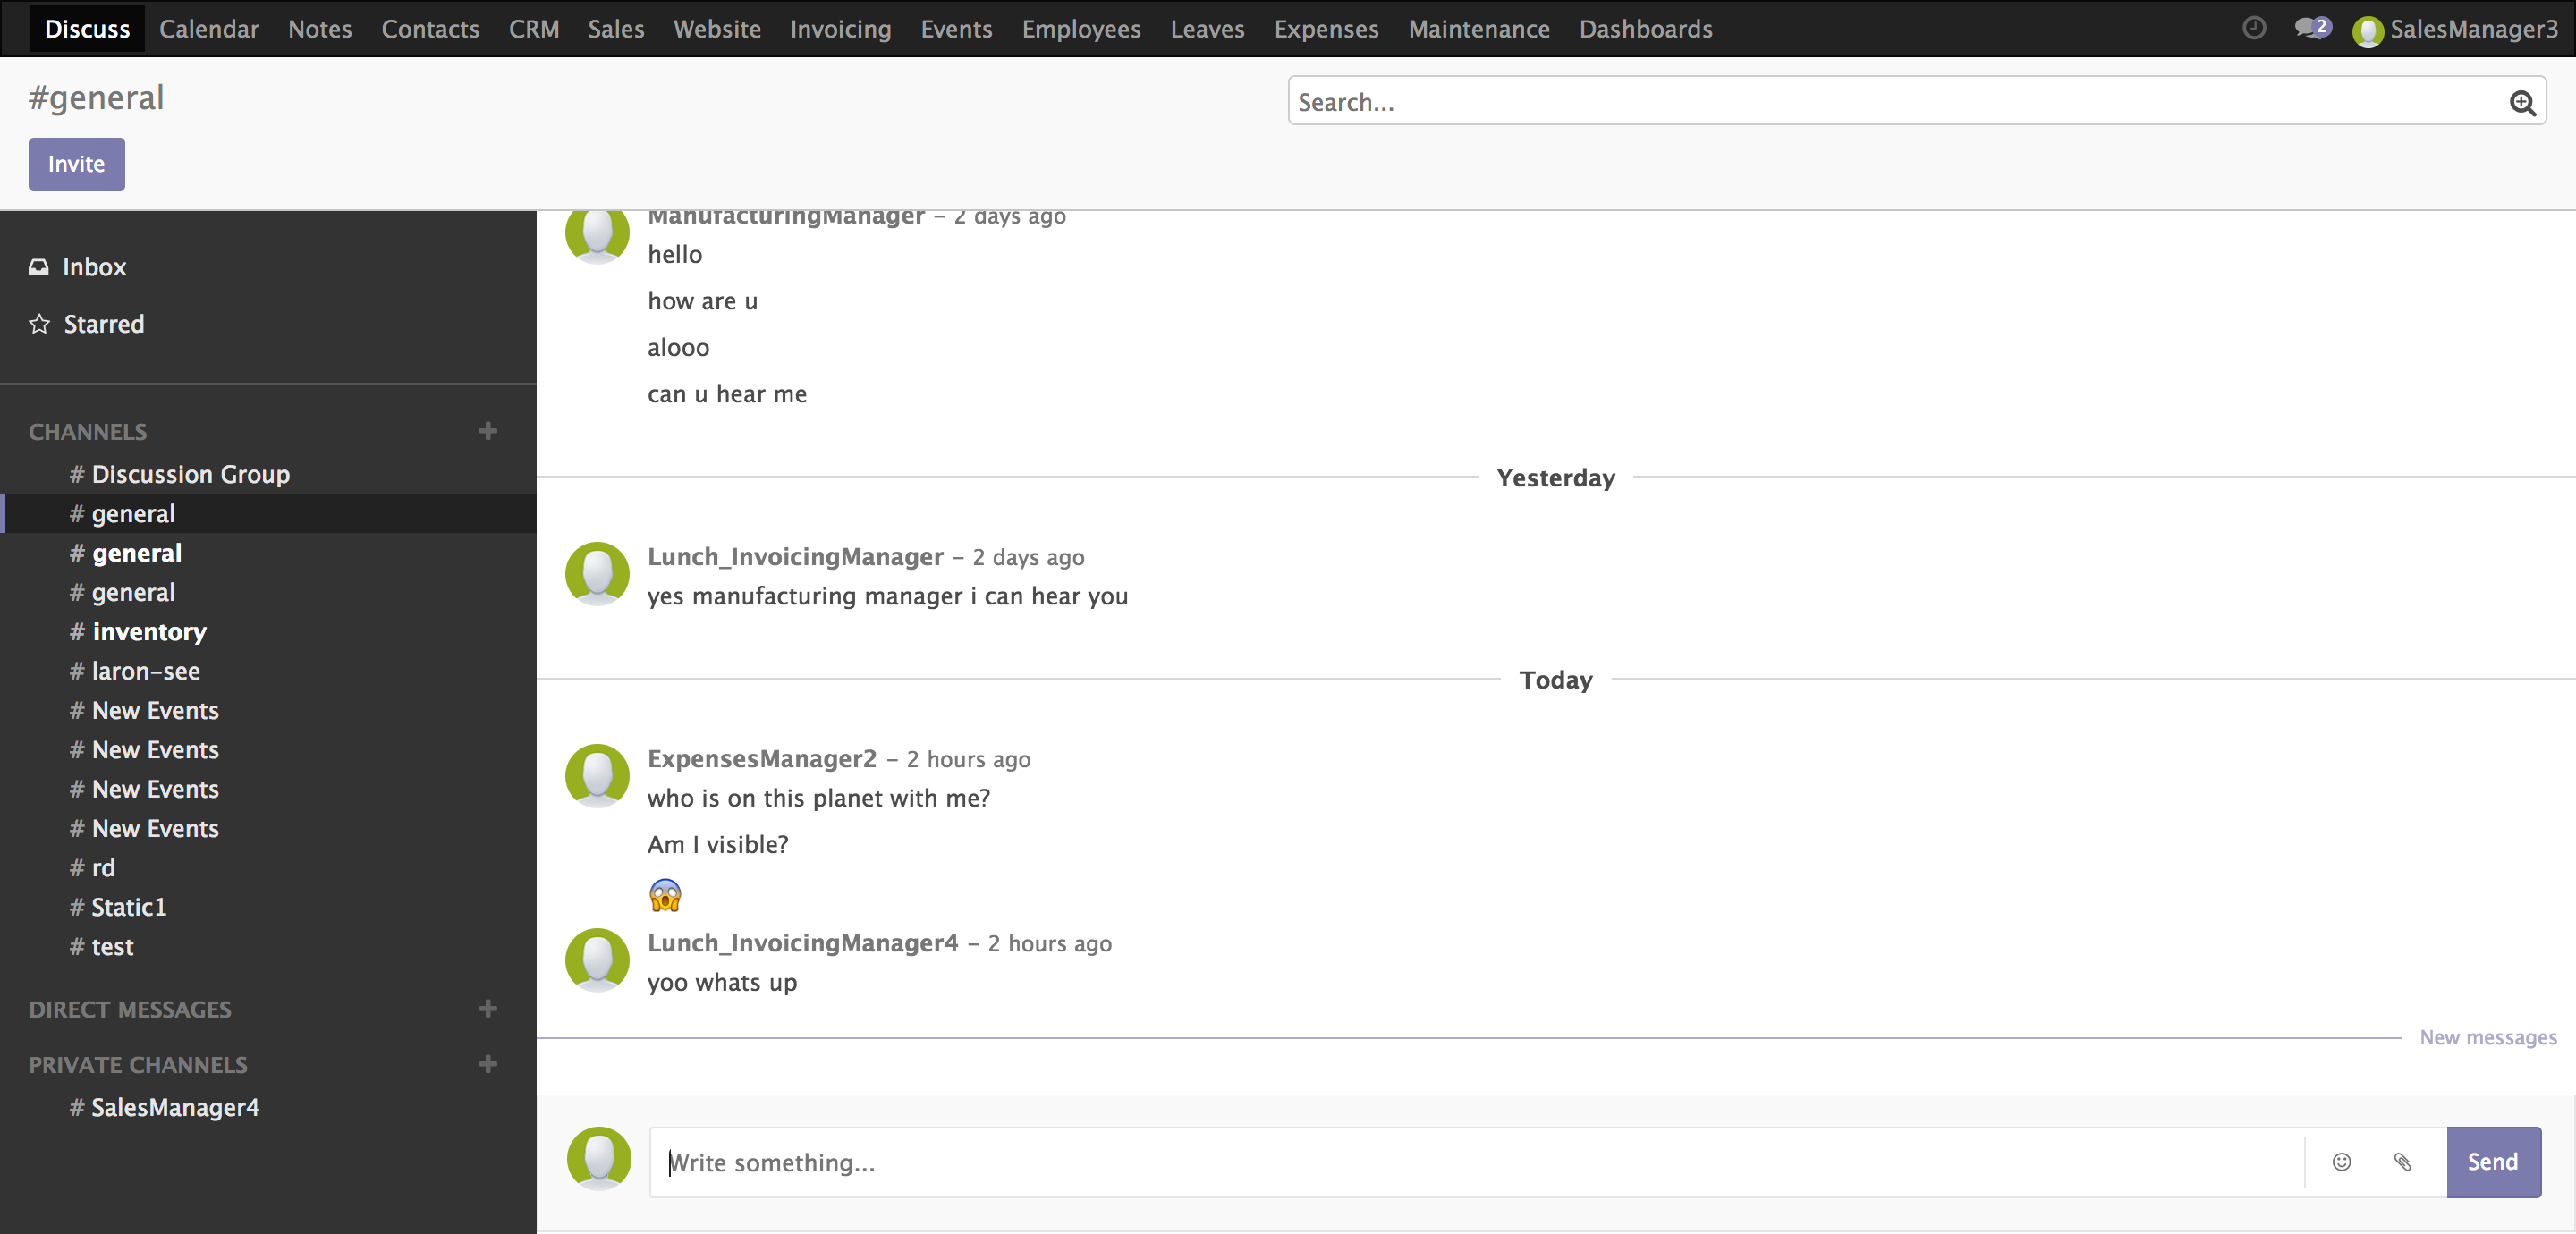 Discuss Calendar Notes Contacts CRM Sales Website Invoicing Events Employees Leaves Expenses Maintenance Dashboards 2 SalesManager3
#general
Search...
Invite
Inbox
Starred
CHANNELS
# Discussion Group
# general
# general
# general
# inventory
# laron-see
# New Events
# New Events
# New Events
# New Events
# rd
# Static1
# test
DIRECT MESSAGES
PRIVATE CHANNELS
# SalesManager4
ManufacturingManager - 2 days ago
hello
how are u
alooo
can u hear me
Yesterday
Lunch_InvoicingManager - 2 days ago
yes manufacturing manager i can hear you
Today
ExpensesManager2 - 2 hours ago
who is on this planet with me?
Am I visible?
😱
Lunch_InvoicingManager4 - 2 hours ago
yoo whats up
New messages
Write something...
Send